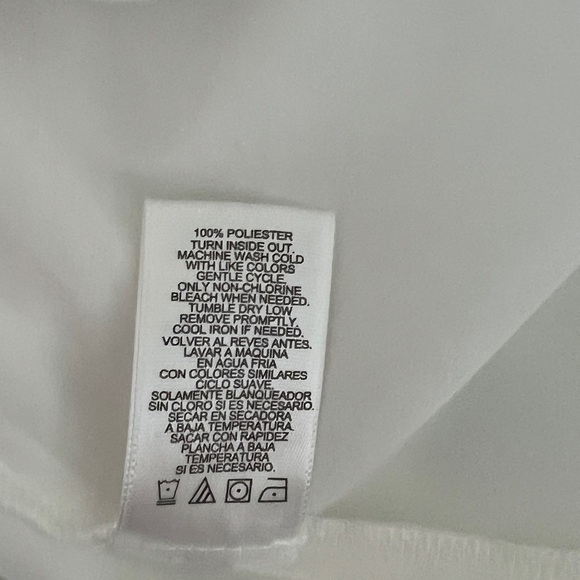 100% POLIESTER
TURN INSIDE OUT.
MACHINE WASH COLD
WITH LIKE COLORS
GENTLE CYCLE.
ONLY NON-CHLORINE
BLEACH WHEN NEEDED.
TUMBLE DRY LOW
REMOVE PROMPTLY.
COOL IRON IF NEEDED.
VOLVER AL REVES ANTES.
LAVAR A MAQUINA
EN AGUA FRIA
CON COLORES SIMILARES
CICLO SUAVE.
SOLAMENTE BLANQUEADOR
SIN CLORO SI ES NECESARIO.
SECAR EN SECADORA
A BAJA TEMPERATURA.
SACAR CON RAPIDEZ
PLANCHA A BAJA
TEMPERATURA
SI ES NECESARIO.